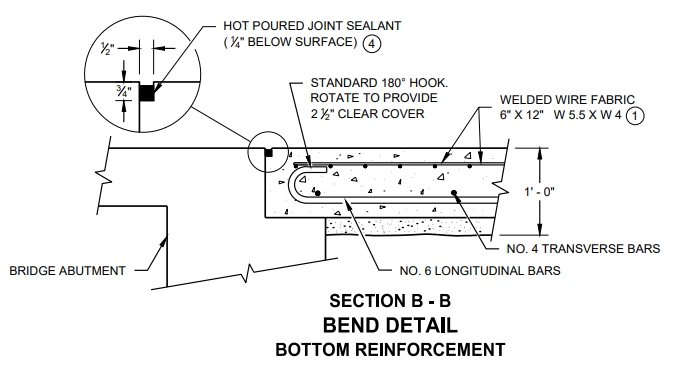 HOT POURED JOINT SEALANT
( ¼" BELOW SURFACE) 4
½"
¾"
STANDARD 180° HOOK.
ROTATE TO PROVIDE
2 ½" CLEAR COVER
WELDED WIRE FABRIC
6" X 12" W 5.5 X W 4 1
1' - 0"
NO. 4 TRANSVERSE BARS
BRIDGE ABUTMENT
NO. 6 LONGITUDINAL BARS
SECTION B - B
BEND DETAIL
BOTTOM REINFORCEMENT